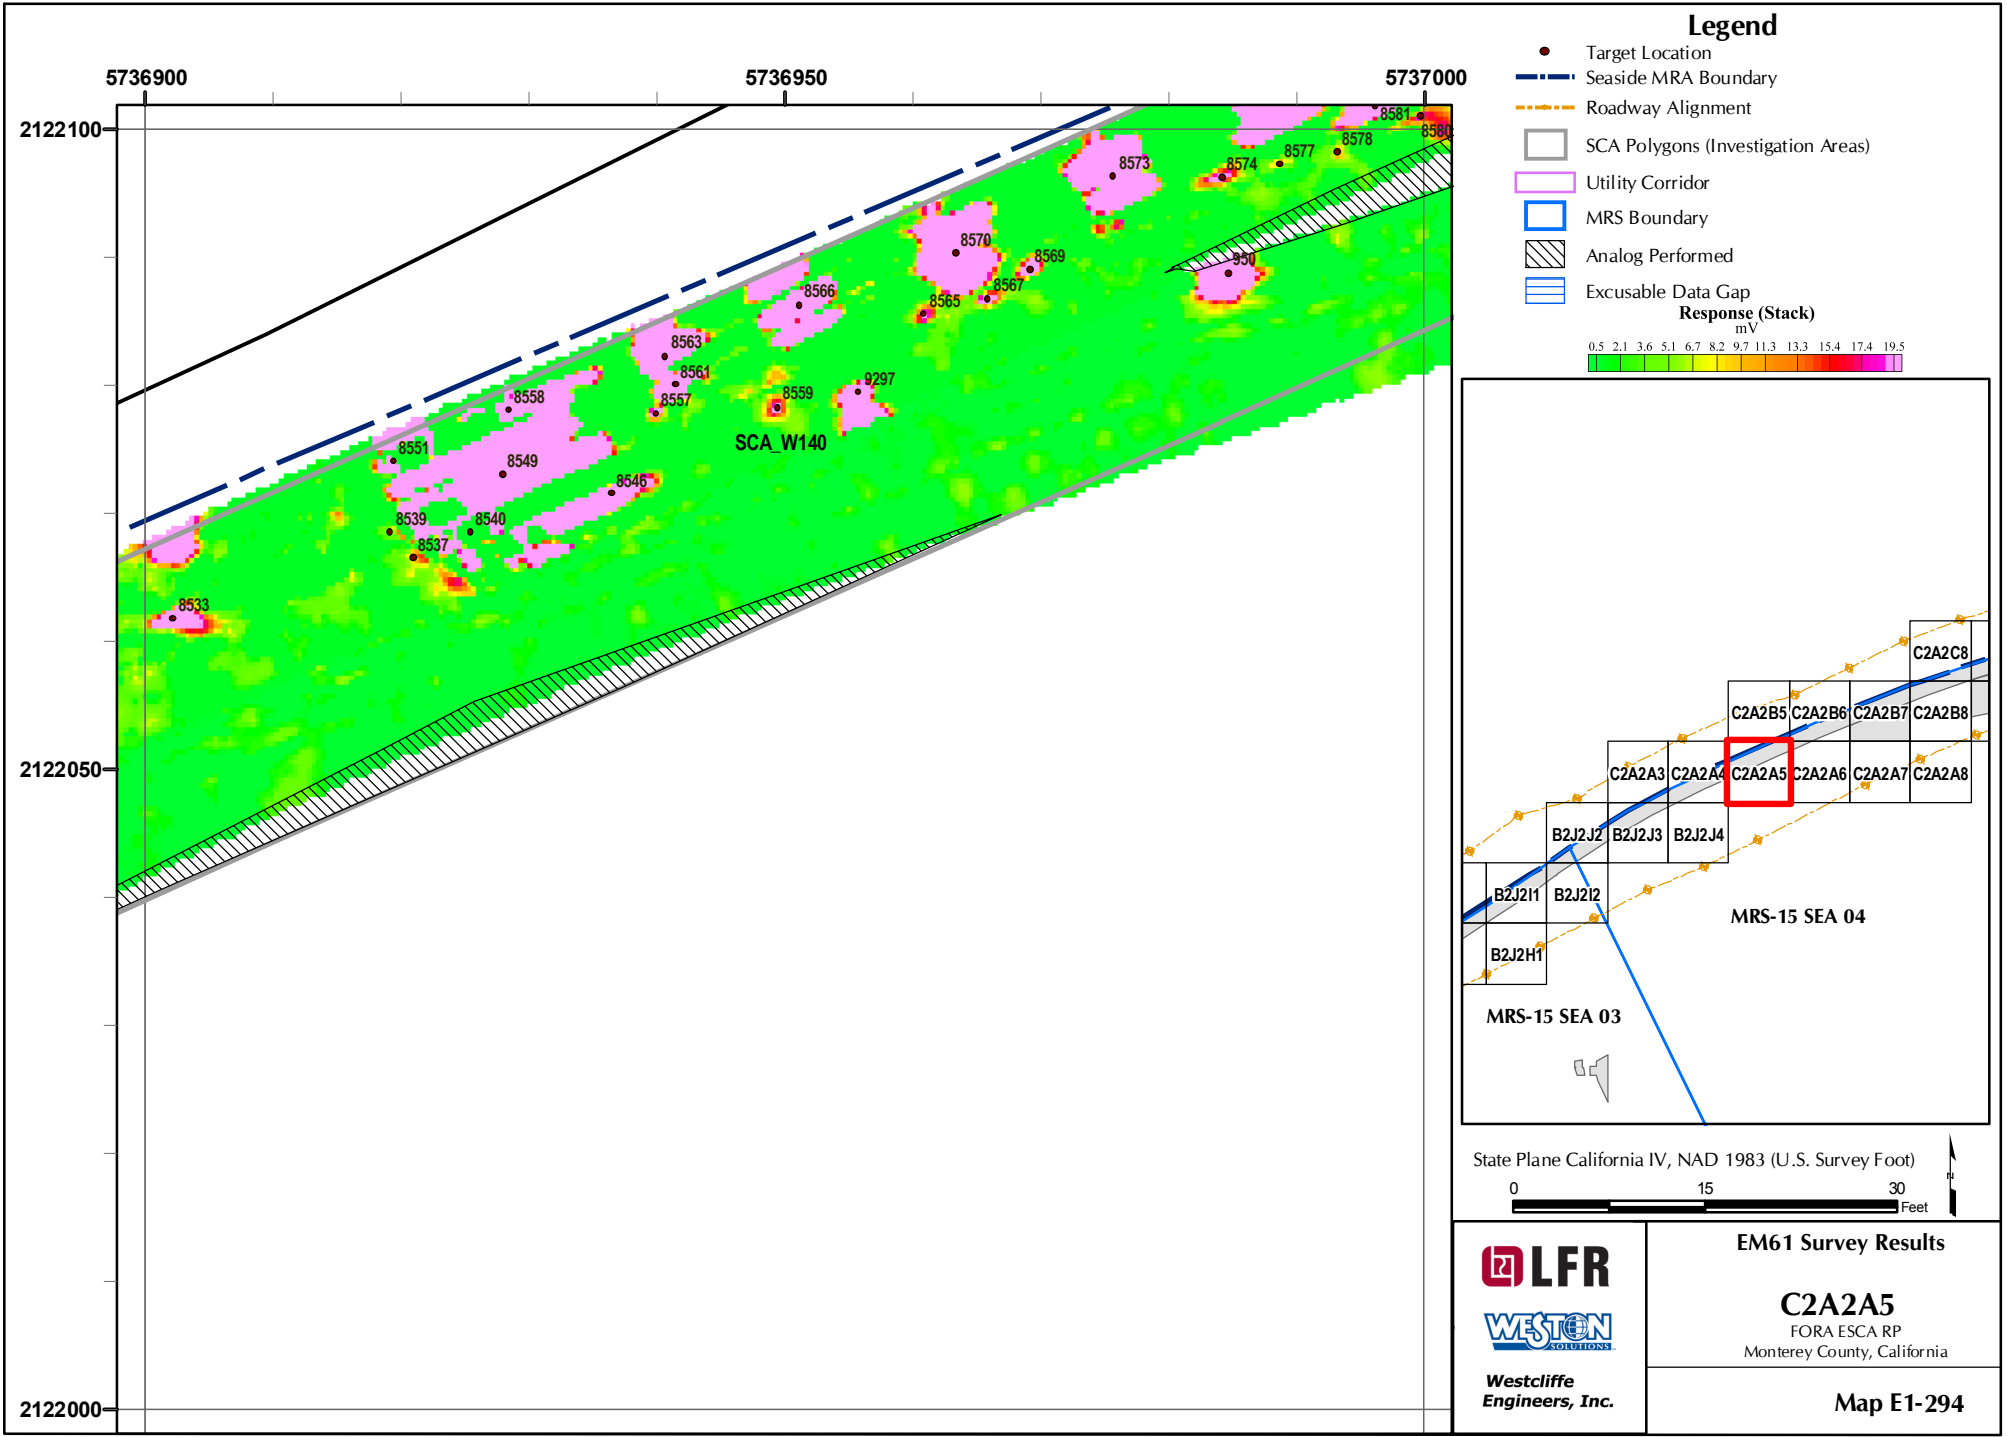 5736900
5736950
5737000
2122100
2122050
2122000
8581
8580
8578
8577
8574
8573
8570
8569
950
8567
8565
8566
8563
8561
8557
8559
9297
SCA_W140
8558
8551
8549
8546
8539
8540
8537
8533
Legend
Target Location
Seaside MRA Boundary
Roadway Alignment
SCA Polygons (Investigation Areas)
Utility Corridor
MRS Boundary
Analog Performed
Excusable Data Gap
Response (Stack)
mV
0.5 2.1 3.6 5.1 6.7 8.2 9.7 11.3 13.3 15.4 17.4 19.5
C2A2C8
C2A2B5 C2A2B6 C2A2B7 C2A2B8
C2A2A3 C2A2A4 C2A2A5 C2A2A6 C2A2A7 C2A2A8
B2J2J2 B2J2J3 B2J2J4
B2J2I1 B2J2I2
MRS-15 SEA 04
B2J2H1
MRS-15 SEA 03
State Plane California IV, NAD 1983 (U.S. Survey Foot)
0 15 30
Feet
N
LFR
WESTON
SOLUTIONS
Westcliffe
Engineers, Inc.
EM61 Survey Results
C2A2A5
FORA ESCA RP
Monterey County, California
Map E1-294